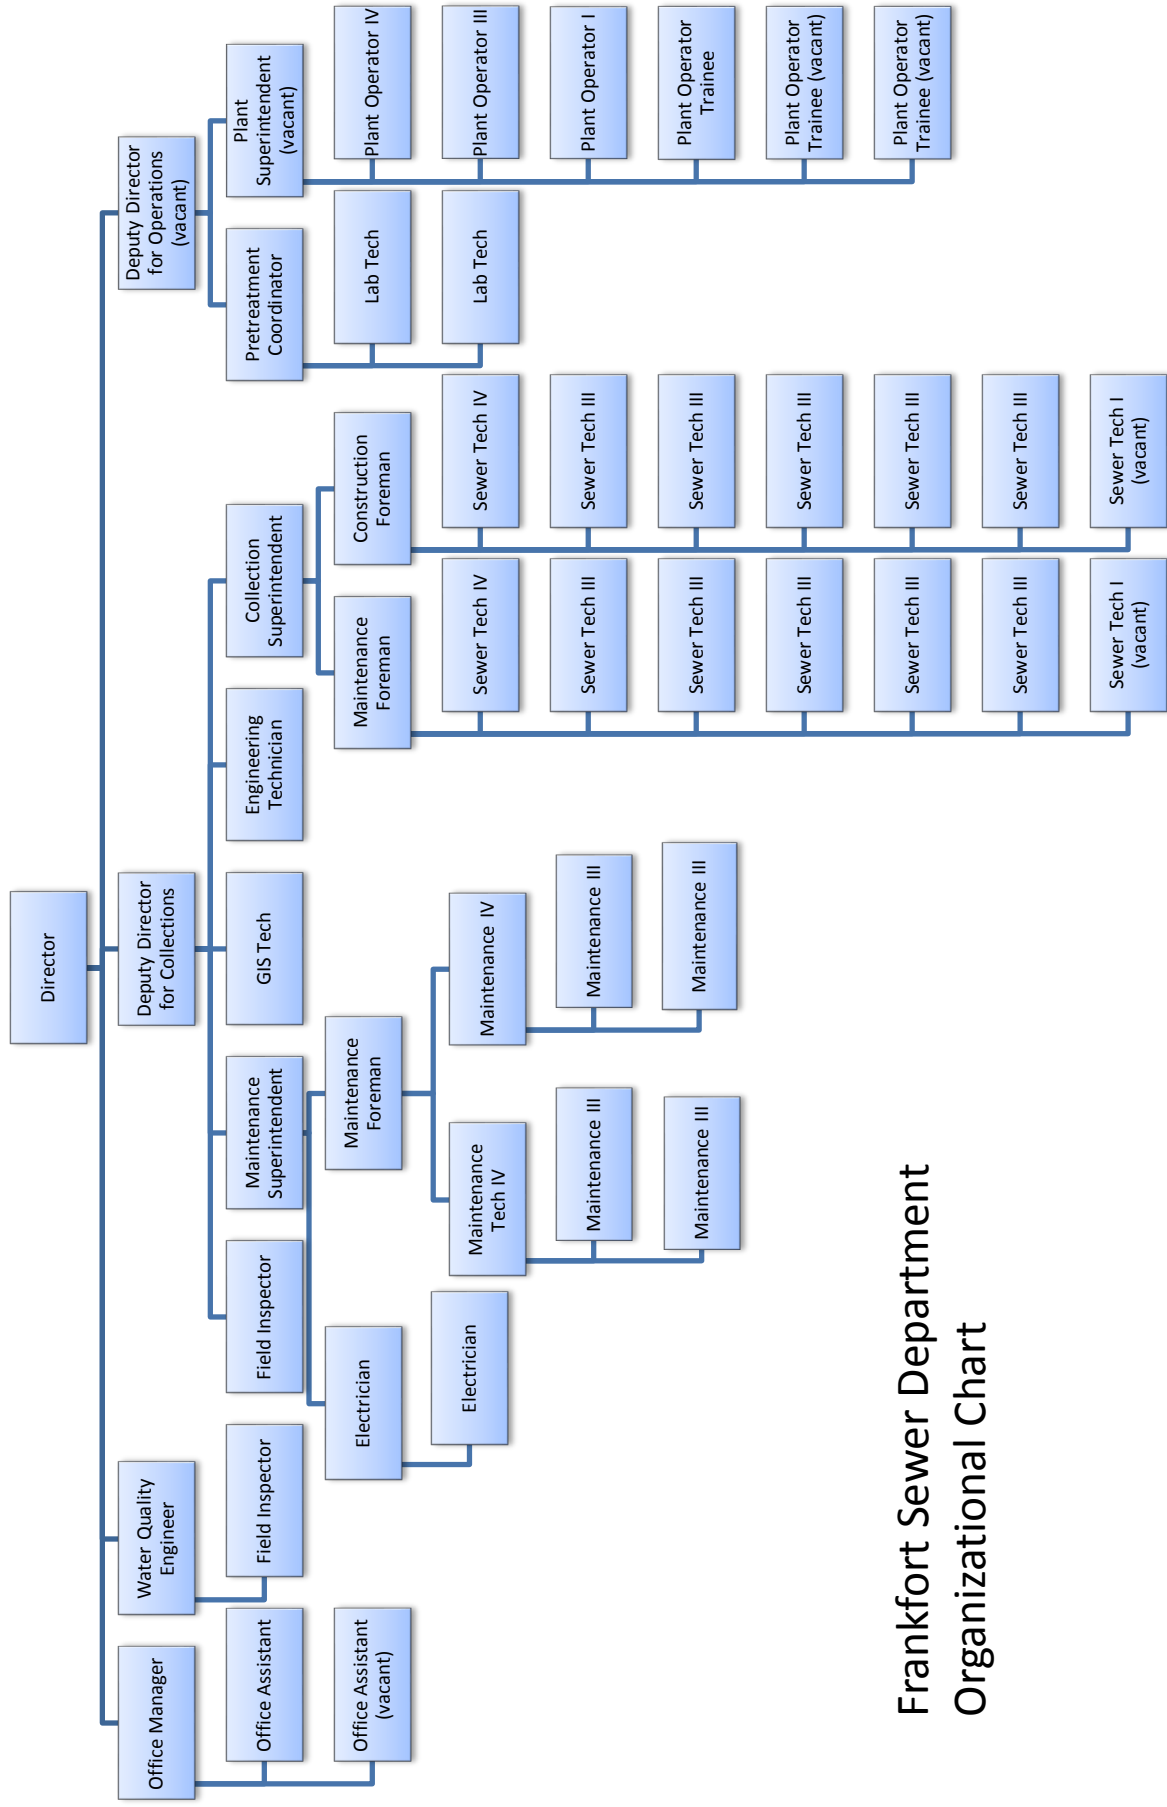 Director
Office Manager
Office Assistant
Office Assistant
(vacant)
Water Quality
Engineer
Field Inspector
Deputy Director
for Collections
Field Inspector
Maintenance
Superintendent
Electrician
Electrician
Maintenance
Foreman
Maintenance
Tech IV
Maintenance III
Maintenance III
Maintenance IV
Maintenance III
Maintenance III
GIS Tech
Engineering
Technician
Collection
Superintendent
Maintenance
Foreman
Sewer Tech IV
Sewer Tech III
Sewer Tech III
Sewer Tech III
Sewer Tech III
Sewer Tech III
Sewer Tech I
(vacant)
Construction
Foreman
Sewer Tech IV
Sewer Tech III
Sewer Tech III
Sewer Tech III
Sewer Tech III
Sewer Tech III
Sewer Tech I
(vacant)
Deputy Director
for Operations
(vacant)
Pretreatment
Coordinator
Lab Tech
Lab Tech
Plant
Superintendent
(vacant)
Plant Operator IV
Plant Operator III
Plant Operator I
Plant Operator
Trainee
Plant Operator
Trainee (vacant)
Plant Operator
Trainee (vacant)
Frankfort Sewer Department
Organizational Chart